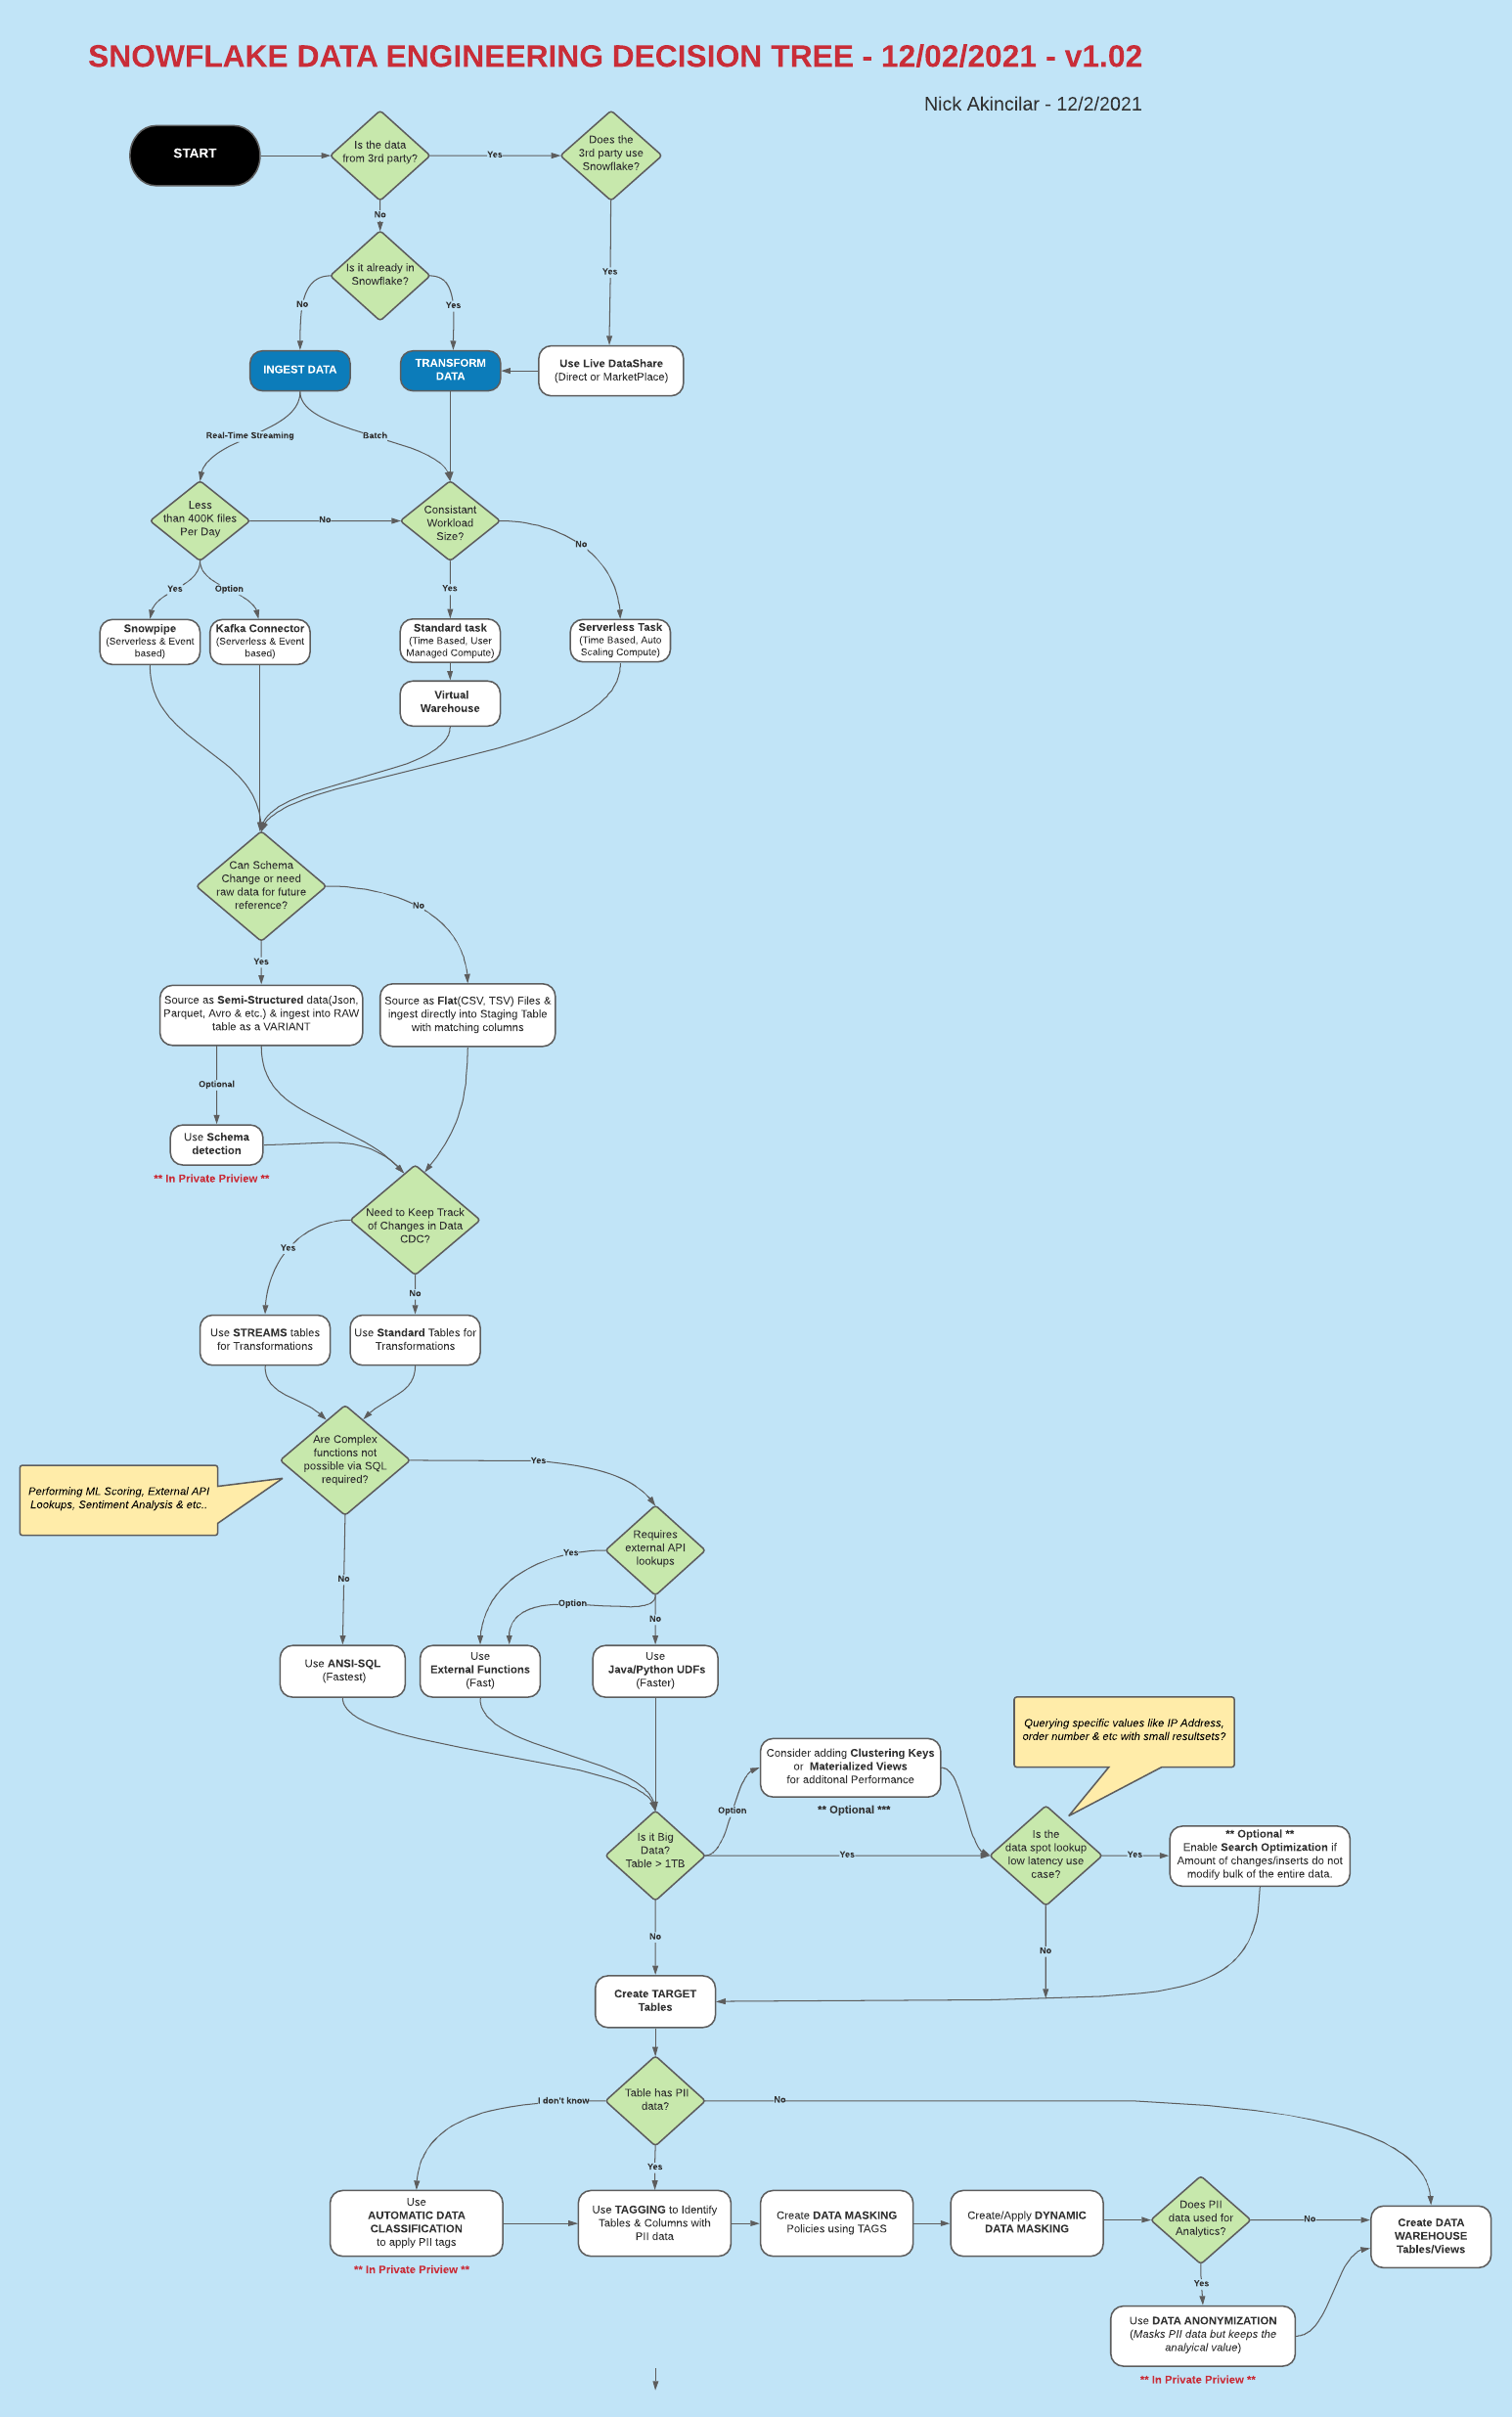 SNOWFLAKE DATA ENGINEERING DECISION TREE - 12/02/2021 - v1.02
Nick Akincilar - 12/2/2021
START
Is the data
from 3rd party?
Yes
Does the
3rd party use
Snowflake?
No
Is it already in
Snowflake?
Yes
No
Yes
INGEST DATA
TRANSFORM
DATA
Use Live DataShare
(Direct or MarketPlace)
Real-Time Streaming
Batch
Less
than 400K files
Per Day
No
Consistant
Workload
Size?
No
Yes
Option
Yes
Snowpipe
(Serverless & Event
based)
Kafka Connector
(Serverless & Event
based)
Standard task
(Time Based, User
Managed Compute)
Serverless Task
(Time Based, Auto
Scaling Compute)
Virtual
Warehouse
Can Schema
Change or need
raw data for future
reference?
No
Yes
Source as Semi-Structured data(Json,
Parquet, Avro & etc.) & ingest into RAW
table as a VARIANT
Source as Flat(CSV, TSV) Files &
ingest directly into Staging Table
with matching columns
Optional
Use Schema
detection
** In Private Priview **
Need to Keep Track
of Changes in Data
CDC?
Yes
No
Use STREAMS tables
for Transformations
Use Standard Tables for
Transformations
Are Complex
functions not
possible via SQL
required?
Yes
Performing ML Scoring, External API
Lookups, Sentiment Analysis & etc..
Requires
external API
lookups
Yes
No
Option
No
Use ANSI-SQL
(Fastest)
Use
External Functions
(Fast)
Use
Java/Python UDFs
(Faster)
Querying specific values like IP Address,
order number & etc with small resultsets?
Consider adding Clustering Keys
or Materialized Views
for additonal Performance
** Optional ***
Option
Is it Big
Data?
Table > 1TB
Yes
Is the
data spot lookup
low latency use
case?
Yes
** Optional **
Enable Search Optimization if
Amount of changes/inserts do not
modify bulk of the entire data.
No
No
Create TARGET
Tables
Table has PII
data?
I don't know
No
Yes
Use
AUTOMATIC DATA
CLASSIFICATION
to apply PII tags
** In Private Priview **
Use TAGGING to Identify
Tables & Columns with
PII data
Create DATA MASKING
Policies using TAGS
Create/Apply DYNAMIC
DATA MASKING
Does PII
data used for
Analytics?
No
Create DATA
WAREHOUSE
Tables/Views
Yes
Use DATA ANONYMIZATION
(Masks PII data but keeps the
analyical value)
** In Private Priview **